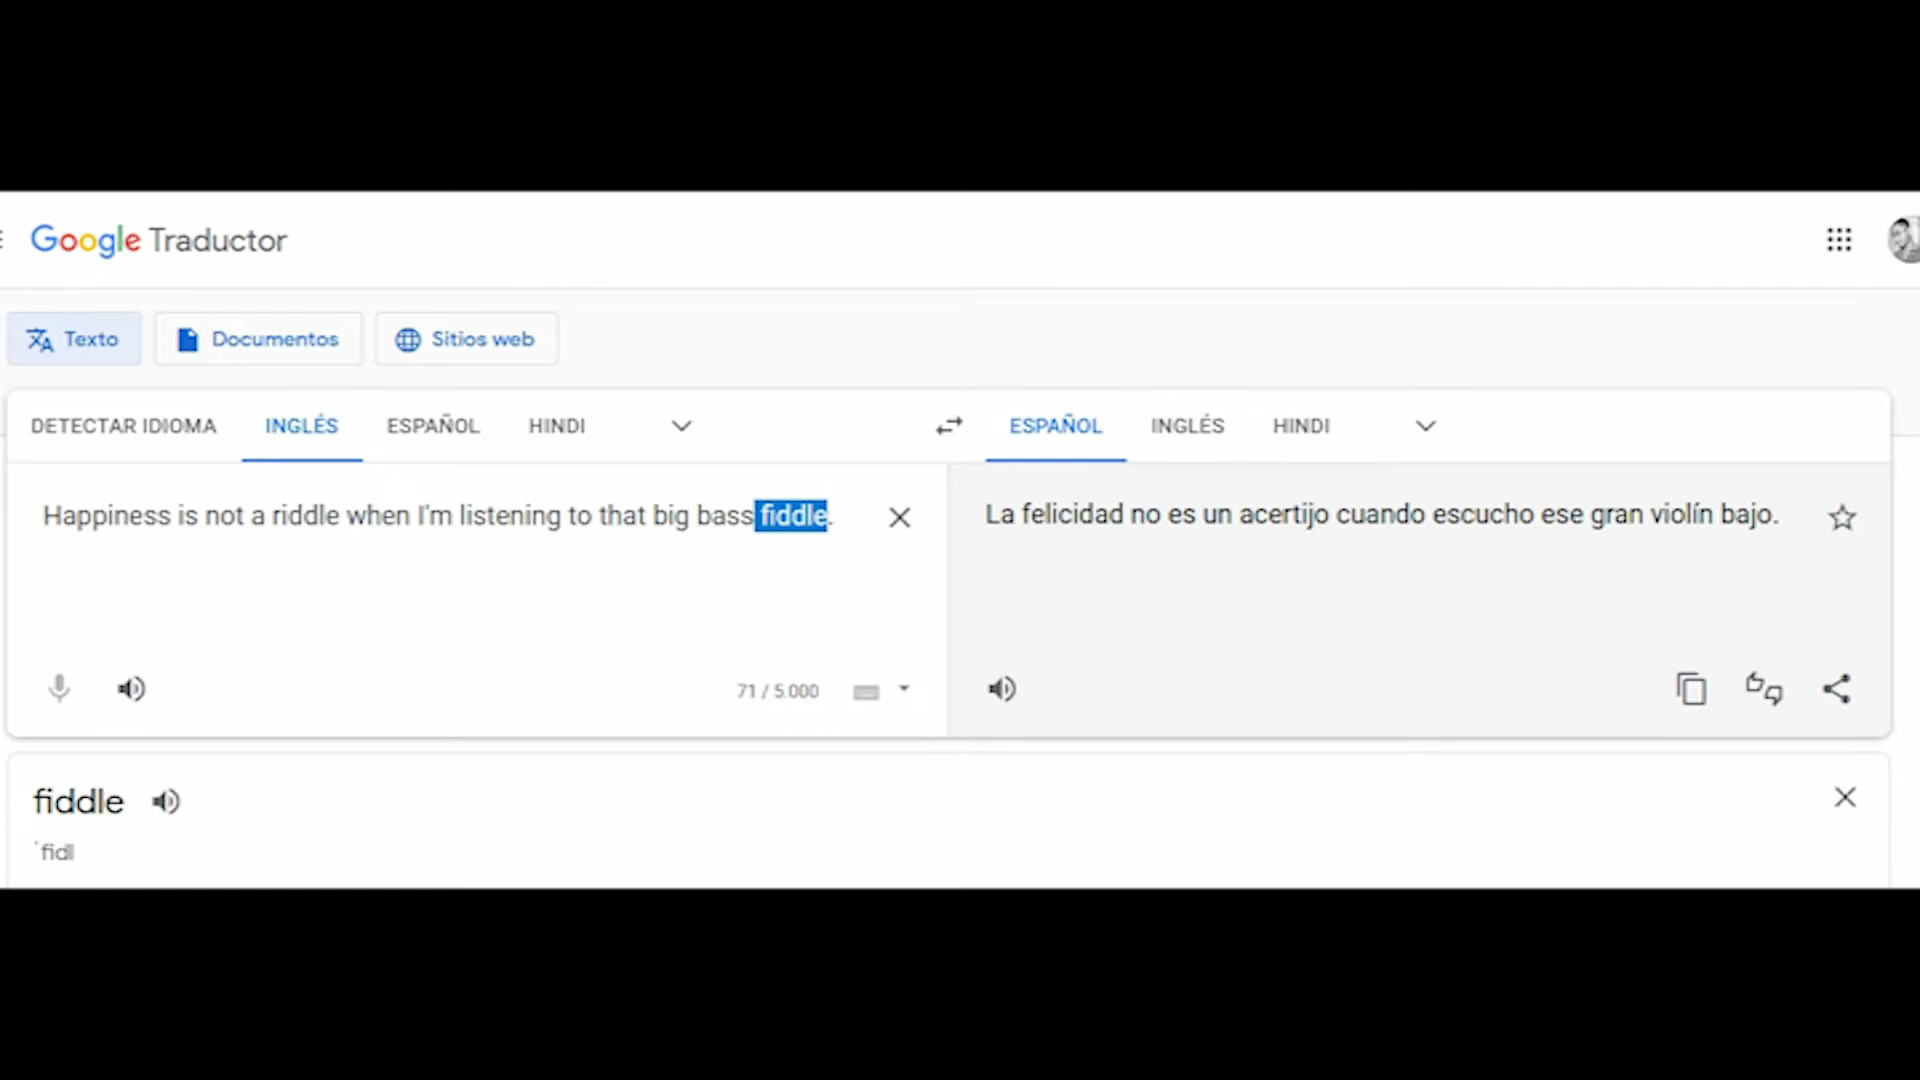 Google Traductor
Texto Documentos Sitios web
DETECTAR IDIOMA INGLÉS ESPAÑOL HINDI ESPAÑOL INGLÉS HINDI
Happiness is not a riddle when I'm listening to that big bass fiddle. La felicidad no es un acertijo cuando escucho ese gran violín bajo.
71 / 5.000
fiddle
ˈfidl